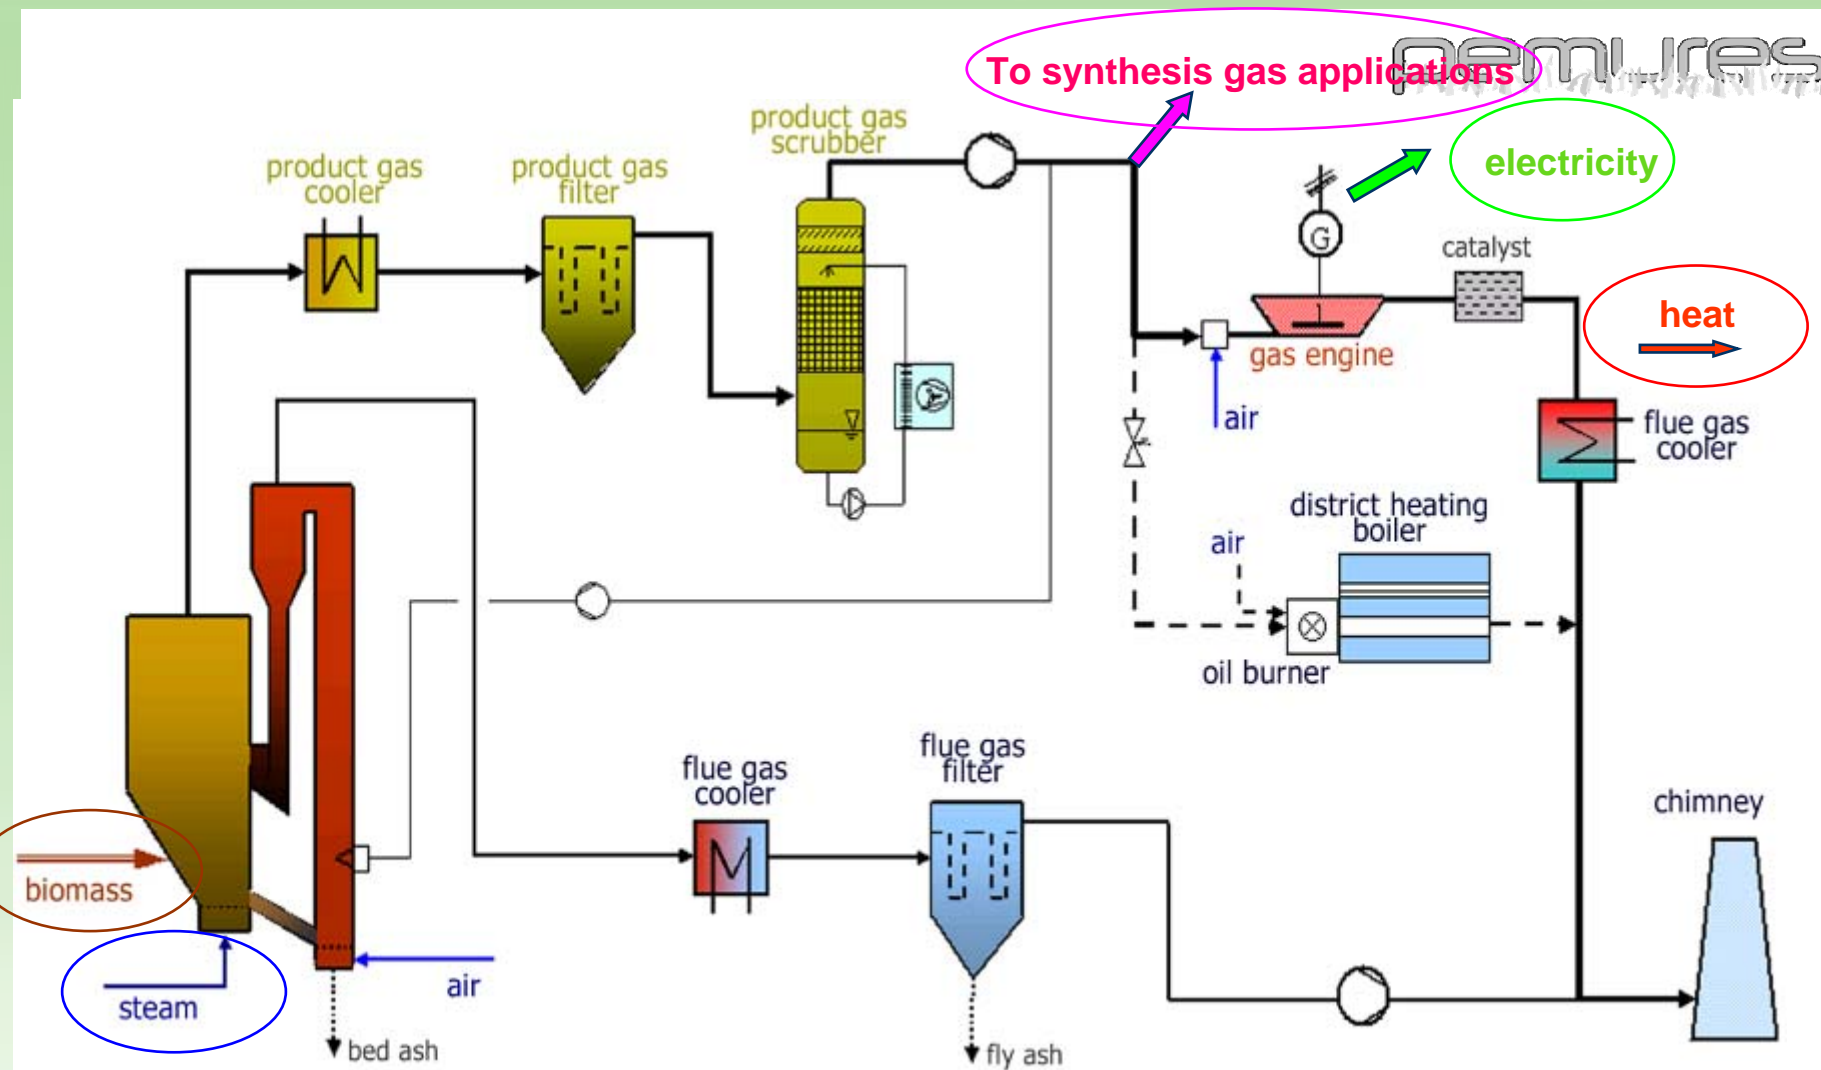 To synthesis gas applications
nemures
electricity
product gas
scrubber
product gas
cooler
product gas
filter
G
catalyst
heat
gas engine
air
flue gas
cooler
district heating
boiler
air
oil burner
flue gas
filter
flue gas
cooler
chimney
biomass
steam
air
bed ash
fly ash